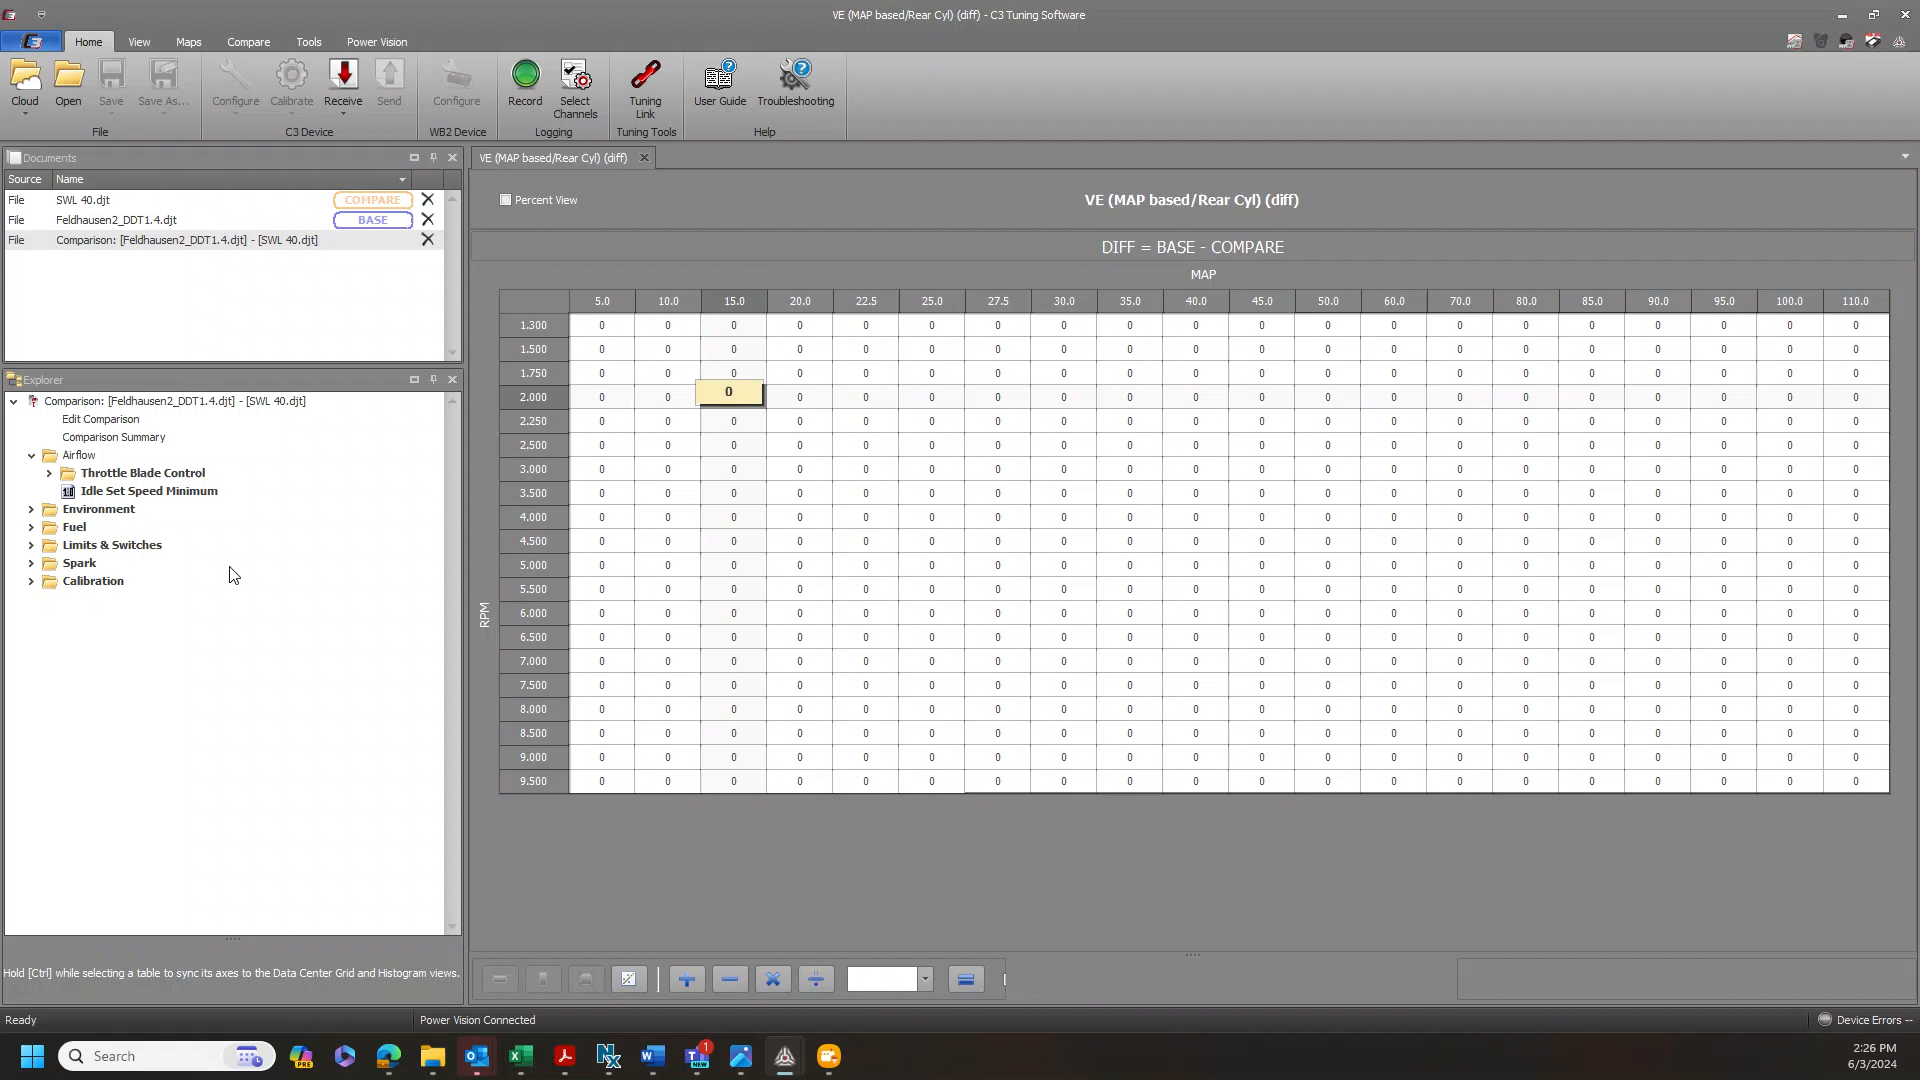 VE (MAP based/Rear Cyl) (diff) - C3 Tuning Software
Home View Maps Compare Tools Power Vision
Cloud Open Save Save As... Configure Calibrate Receive Send Configure Record Select Channels Tuning Link User Guide Troubleshooting
File C3 Device WB2 Device Logging Tuning Tools Help
Documents
Source Name
File SWL 40.djt COMPARE
File Feldhausen2_DDT1.4.djt BASE
File Comparison: [Feldhausen2_DDT1.4.djt] - [SWL 40.djt]
Explorer
Comparison: [Feldhausen2_DDT1.4.djt] - [SWL 40.djt]
Edit Comparison
Comparison Summary
Airflow
Throttle Blade Control
Idle Set Speed Minimum
Environment
Fuel
Limits & Switches
Spark
Calibration
Hold [Ctrl] while selecting a table to sync its axes to the Data Center Grid and Histogram views.
VE (MAP based/Rear Cyl) (diff)
Percent View
VE (MAP based/Rear Cyl) (diff)
DIFF = BASE - COMPARE
MAP
RPM
5.0 10.0 15.0 20.0 22.5 25.0 27.5 30.0 35.0 40.0 45.0 50.0 60.0 70.0 80.0 85.0 90.0 95.0 100.0 110.0
1.300 0 0 0 0 0 0 0 0 0 0 0 0 0 0 0 0 0 0 0 0
1.500 0 0 0 0 0 0 0 0 0 0 0 0 0 0 0 0 0 0 0 0
1.750 0 0 0 0 0 0 0 0 0 0 0 0 0 0 0 0 0 0 0 0
2.000 0 0 0 0 0 0 0 0 0 0 0 0 0 0 0 0 0 0 0 0
2.250 0 0 0 0 0 0 0 0 0 0 0 0 0 0 0 0 0 0 0 0
2.500 0 0 0 0 0 0 0 0 0 0 0 0 0 0 0 0 0 0 0 0
3.000 0 0 0 0 0 0 0 0 0 0 0 0 0 0 0 0 0 0 0 0
3.500 0 0 0 0 0 0 0 0 0 0 0 0 0 0 0 0 0 0 0 0
4.000 0 0 0 0 0 0 0 0 0 0 0 0 0 0 0 0 0 0 0 0
4.500 0 0 0 0 0 0 0 0 0 0 0 0 0 0 0 0 0 0 0 0
5.000 0 0 0 0 0 0 0 0 0 0 0 0 0 0 0 0 0 0 0 0
5.500 0 0 0 0 0 0 0 0 0 0 0 0 0 0 0 0 0 0 0 0
6.000 0 0 0 0 0 0 0 0 0 0 0 0 0 0 0 0 0 0 0 0
6.500 0 0 0 0 0 0 0 0 0 0 0 0 0 0 0 0 0 0 0 0
7.000 0 0 0 0 0 0 0 0 0 0 0 0 0 0 0 0 0 0 0 0
7.500 0 0 0 0 0 0 0 0 0 0 0 0 0 0 0 0 0 0 0 0
8.000 0 0 0 0 0 0 0 0 0 0 0 0 0 0 0 0 0 0 0 0
8.500 0 0 0 0 0 0 0 0 0 0 0 0 0 0 0 0 0 0 0 0
9.000 0 0 0 0 0 0 0 0 0 0 0 0 0 0 0 0 0 0 0 0
9.500 0 0 0 0 0 0 0 0 0 0 0 0 0 0 0 0 0 0 0 0
Ready Power Vision Connected Device Errors --
Search
2:26 PM
6/3/2024